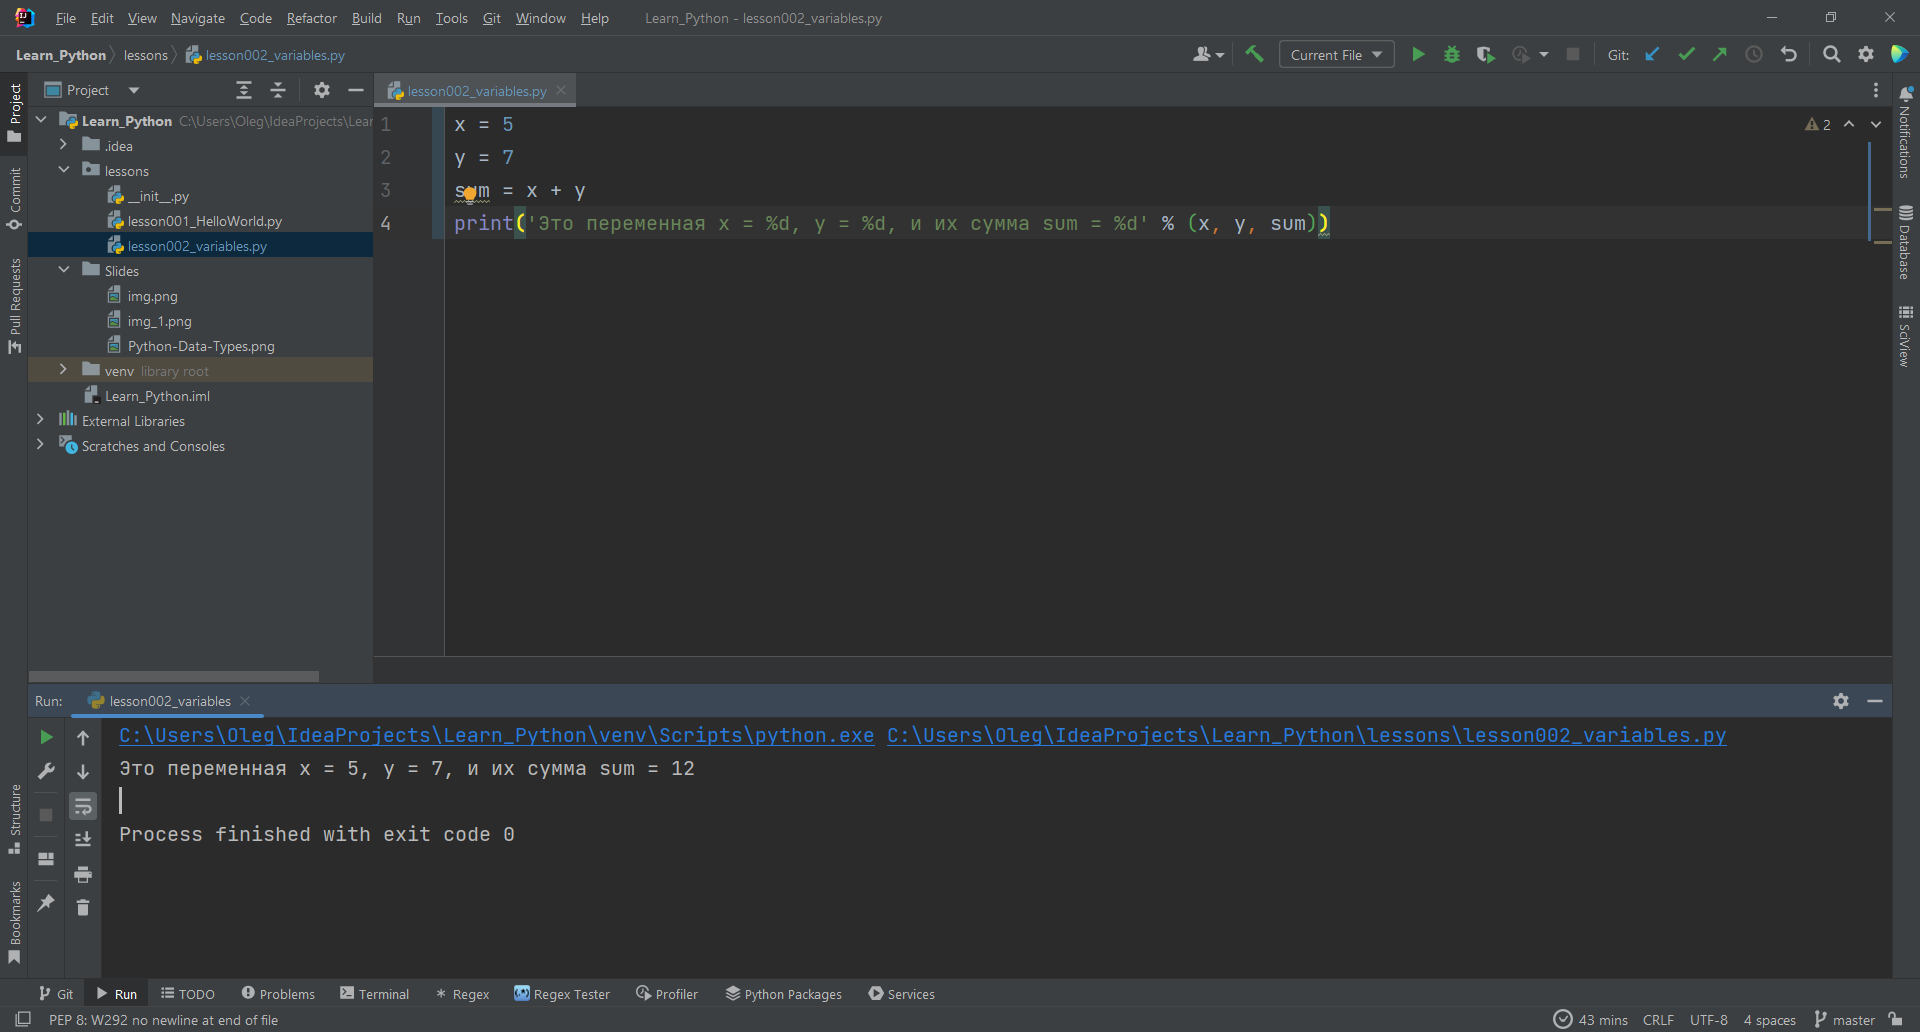 File Edit View Navigate Code Refactor Build Run Tools Git Window Help Learn_Python - lesson002_variables.py
Learn_Python lessons lesson002_variables.py Current File Git:
Project
lesson002_variables.py
Learn_Python C:\Users\Oleg\IdeaProjects\Lear
.idea
lessons
__init__.py
lesson001_HelloWorld.py
lesson002_variables.py
Slides
img.png
img_1.png
Python-Data-Types.png
venv library root
Learn_Python.iml
External Libraries
Scratches and Consoles
1 x = 5
2 y = 7
3 sum = x + y
4 print('Это переменная x = %d, y = %d, и их сумма sum = %d' % (x, y, sum))
2
Project
Commit
Pull Requests
Structure
Bookmarks
Notifications
Database
SciView
Run: lesson002_variables
C:\Users\Oleg\IdeaProjects\Learn_Python\venv\Scripts\python.exe C:\Users\Oleg\IdeaProjects\Learn_Python\lessons\lesson002_variables.py
Это переменная x = 5, y = 7, и их сумма sum = 12
Process finished with exit code 0
Git Run TODO Problems Terminal Regex Regex Tester Profiler Python Packages Services
PEP 8: W292 no newline at end of file 43 mins CRLF UTF-8 4 spaces master